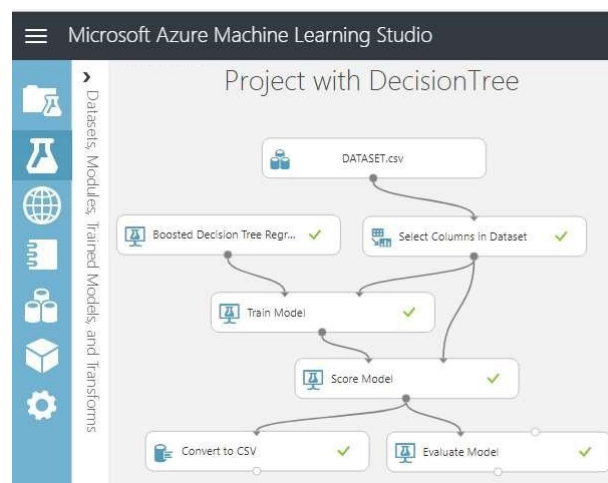 Microsoft Azure Machine Learning Studio
Datasets, Modules, Trained Models, and Transforms
Project with DecisionTree
DATASET.csv
Boosted Decision Tree Regr...
Select Columns in Dataset
Train Model
Score Model
Convert to CSV
Evaluate Model